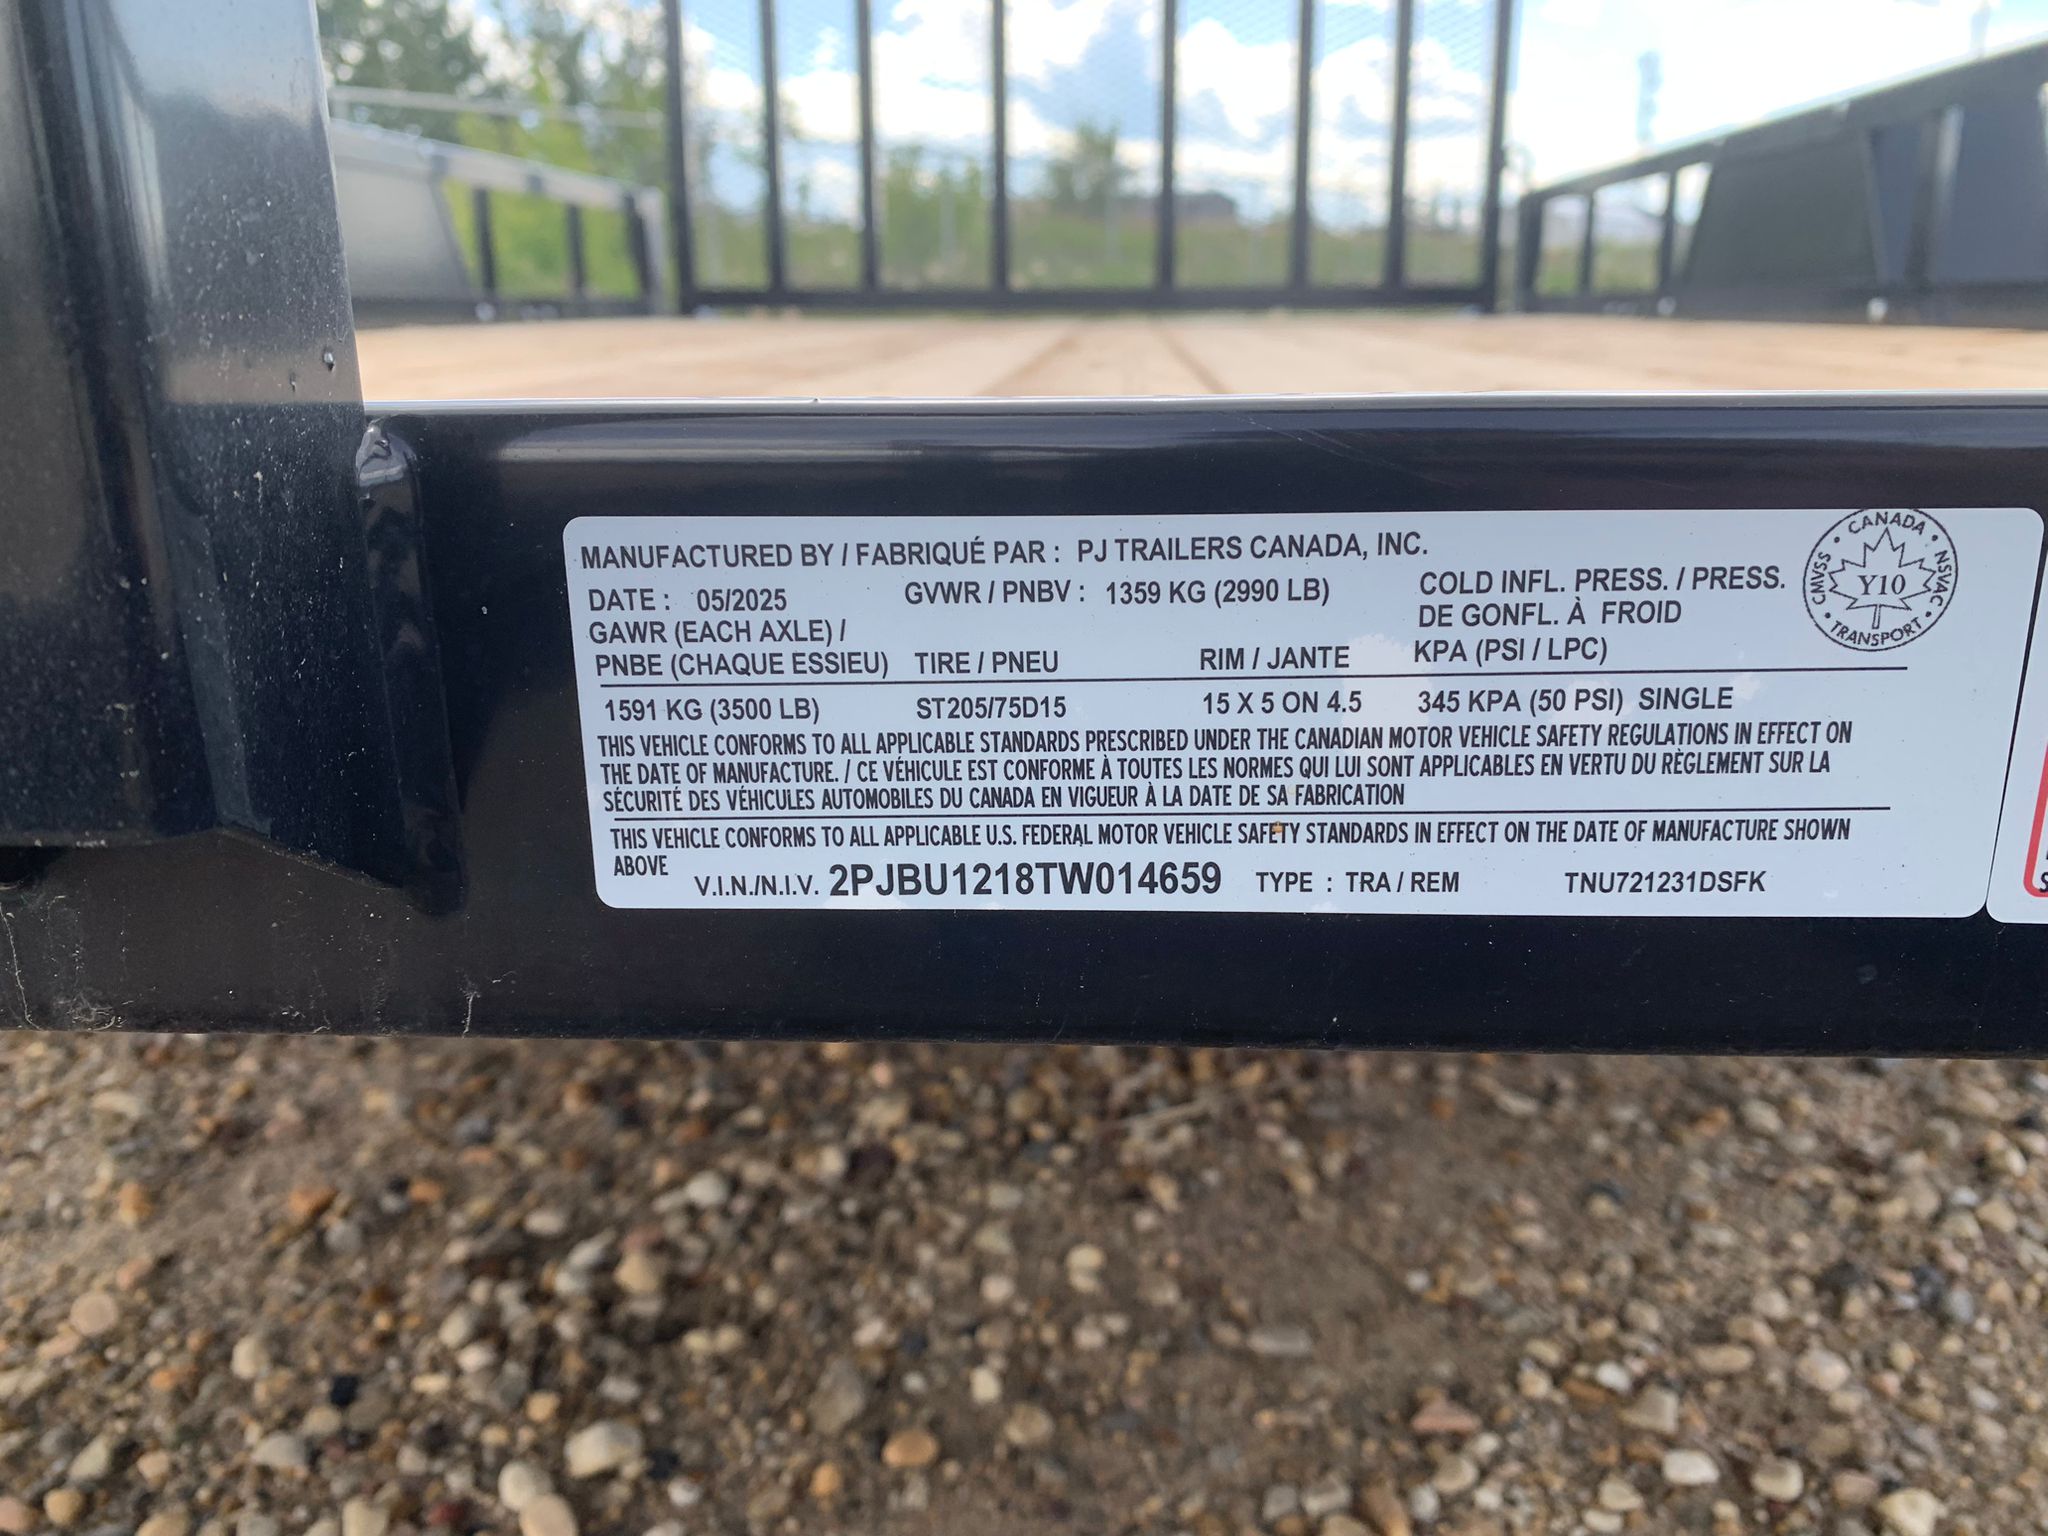 MANUFACTURED BY / FABRIQUÉ PAR : PJ TRAILERS CANADA, INC.
DATE : 05/2025 GVWR / PNBV : 1359 KG (2990 LB)
COLD INFL. PRESS. / PRESS.
DE GONFL. À FROID
KPA (PSI / LPC)
GAWR (EACH AXLE) /
PNBE (CHAQUE ESSIEU) TIRE / PNEU RIM / JANTE
1591 KG (3500 LB) ST205/75D15 15 X 5 ON 4.5 345 KPA (50 PSI) SINGLE
CANADA
CMVSS Y10 NSVAC
TRANSPORT
THIS VEHICLE CONFORMS TO ALL APPLICABLE STANDARDS PRESCRIBED UNDER THE CANADIAN MOTOR VEHICLE SAFETY REGULATIONS IN EFFECT ON
THE DATE OF MANUFACTURE. / CE VÉHICULE EST CONFORME À TOUTES LES NORMES QUI LUI SONT APPLICABLES EN VERTU DU RÈGLEMENT SUR LA
SÉCURITÉ DES VÉHICULES AUTOMOBILES DU CANADA EN VIGUEUR À LA DATE DE SA FABRICATION
THIS VEHICLE CONFORMS TO ALL APPLICABLE U.S. FEDERAL MOTOR VEHICLE SAFETY STANDARDS IN EFFECT ON THE DATE OF MANUFACTURE SHOWN
ABOVE
V.I.N./N.I.V. 2PJBU1218TW014659 TYPE : TRA / REM TNU721231DSFK